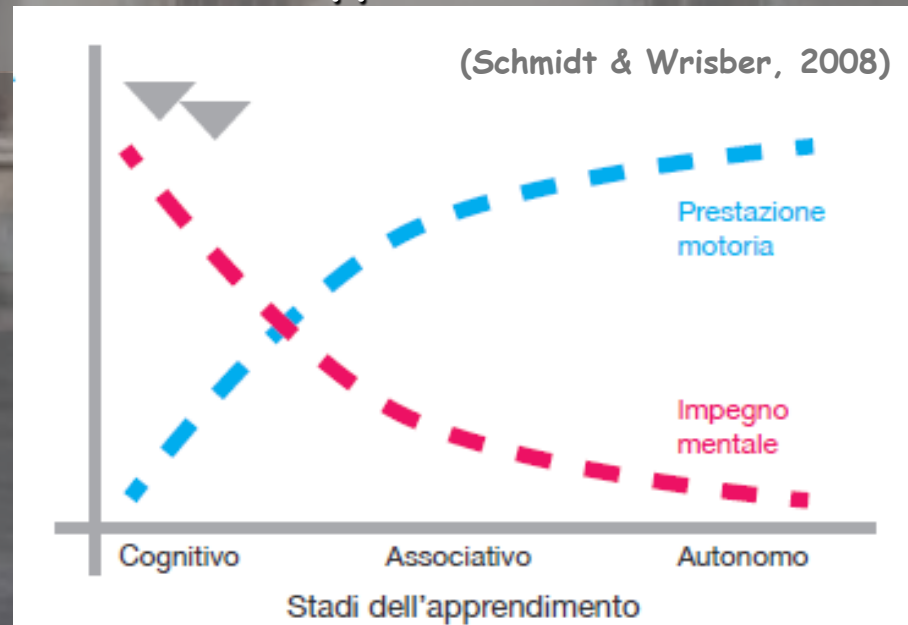 (Schmidt & Wrisber, 2008)
Prestazione
motoria
Impegno
mentale
Cognitivo Associativo Autonomo
Stadi dell'apprendimento